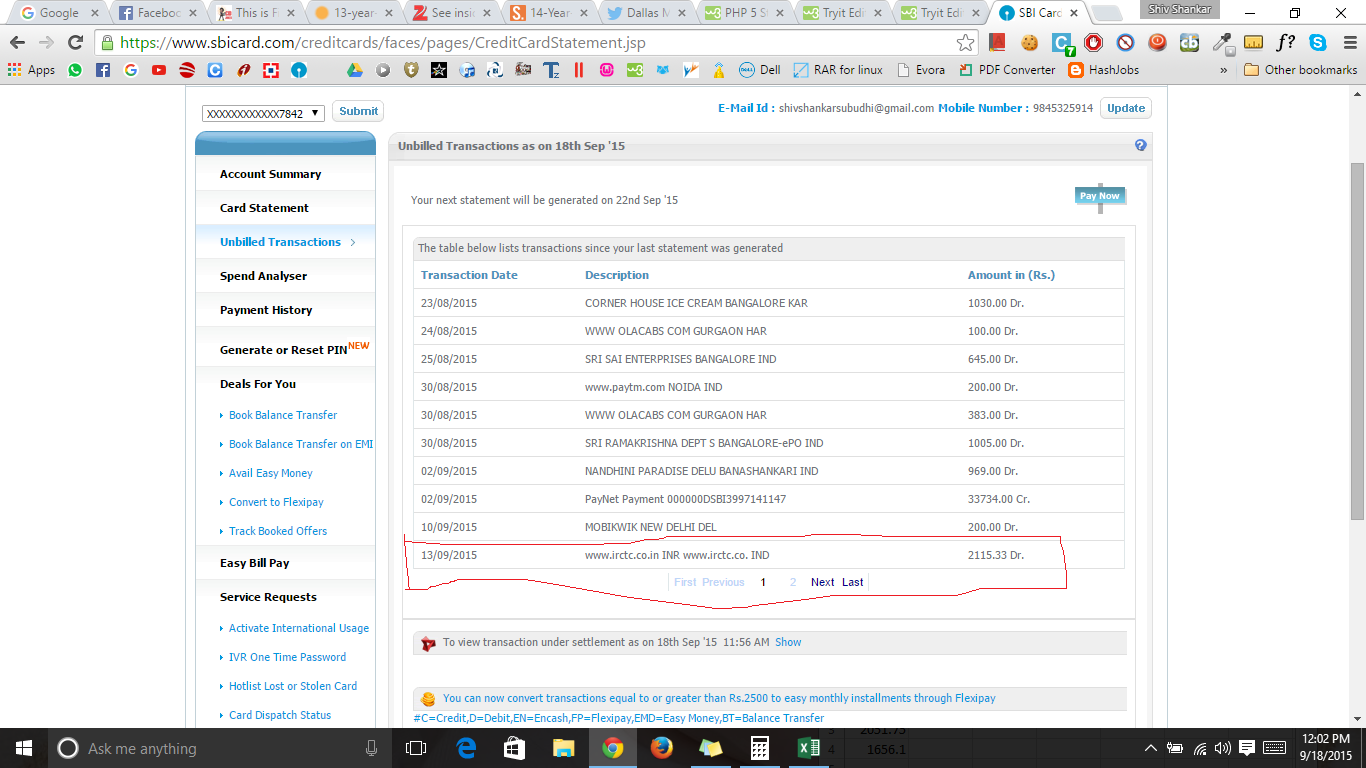 Google
Faceboo
This is F
13-year-
See insi
14-Year
Dallas M
PHP 5 S
Tryit Edi
Tryit Edi
SBI Card
Shiv Shankar
https://www.sbicard.com/creditcards/faces/pages/CreditCardStatement.jsp
Apps
Dell
RAR for linux
Evora
PDF Converter
HashJobs
»
Other bookmarks
XXXXXXXXXXXX7842
Submit
E-Mail Id : shivshankarsubudhi@gmail.com Mobile Number : 9845325914 Update
Account Summary
Card Statement
Unbilled Transactions
Spend Analyser
Payment History
Generate or Reset PIN NEW
Deals For You
Book Balance Transfer
Book Balance Transfer on EMI
Avail Easy Money
Convert to Flexipay
Track Booked Offers
Easy Bill Pay
Service Requests
Activate International Usage
IVR One Time Password
Hotlist Lost or Stolen Card
Card Dispatch Status
Unbilled Transactions as on 18th Sep '15
Your next statement will be generated on 22nd Sep '15
Pay Now
The table below lists transactions since your last statement was generated
Transaction Date Description Amount in (Rs.)
23/08/2015 CORNER HOUSE ICE CREAM BANGALORE KAR 1030.00 Dr.
24/08/2015 WWW OLACABS COM GURGAON HAR 100.00 Dr.
25/08/2015 SRI SAI ENTERPRISES BANGALORE IND 645.00 Dr.
30/08/2015 www.paytm.com NOIDA IND 200.00 Dr.
30/08/2015 WWW OLACABS COM GURGAON HAR 383.00 Dr.
30/08/2015 SRI RAMAKRISHNA DEPT S BANGALORE-ePO IND 1005.00 Dr.
02/09/2015 NANDHINI PARADISE DELU BANASHANKARI IND 969.00 Dr.
02/09/2015 PayNet Payment 000000DSBI3997141147 33734.00 Cr.
10/09/2015 MOBIKWIK NEW DELHI DEL 200.00 Dr.
13/09/2015 www.irctc.co.in INR www.irctc.co. IND 2115.33 Dr.
First Previous 1 2 Next Last
To view transaction under settlement as on 18th Sep '15 11:56 AM Show
You can now convert transactions equal to or greater than Rs.2500 to easy monthly installments through Flexipay
#C=Credit,D=Debit,EN=Encash,FP=Flexipay,EMD=Easy Money,BT=Balance Transfer
Ask me anything
4 1656.1
12:02 PM
9/18/2015